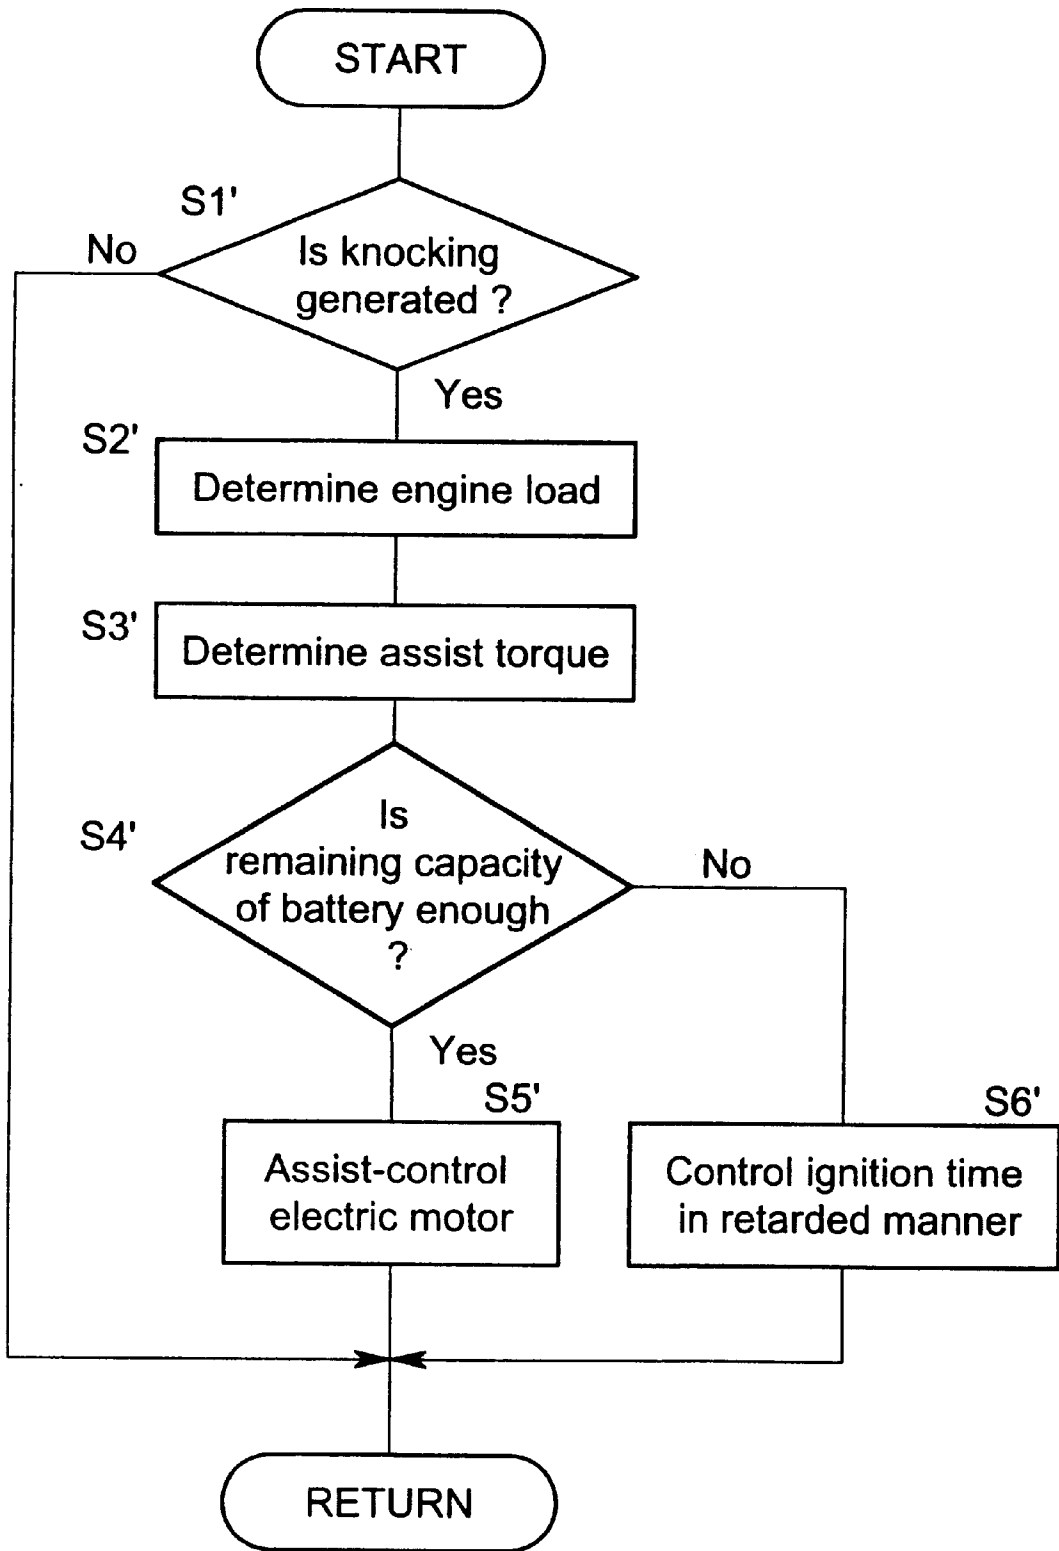 START
S1'
No
Is knocking
generated ?
Yes
S2'
Determine engine load
S3'
Determine assist torque
S4'
Is
remaining capacity
of battery enough
?
No
Yes
S5'
S6'
Assist-control
electric motor
Control ignition time
in retarded manner
RETURN